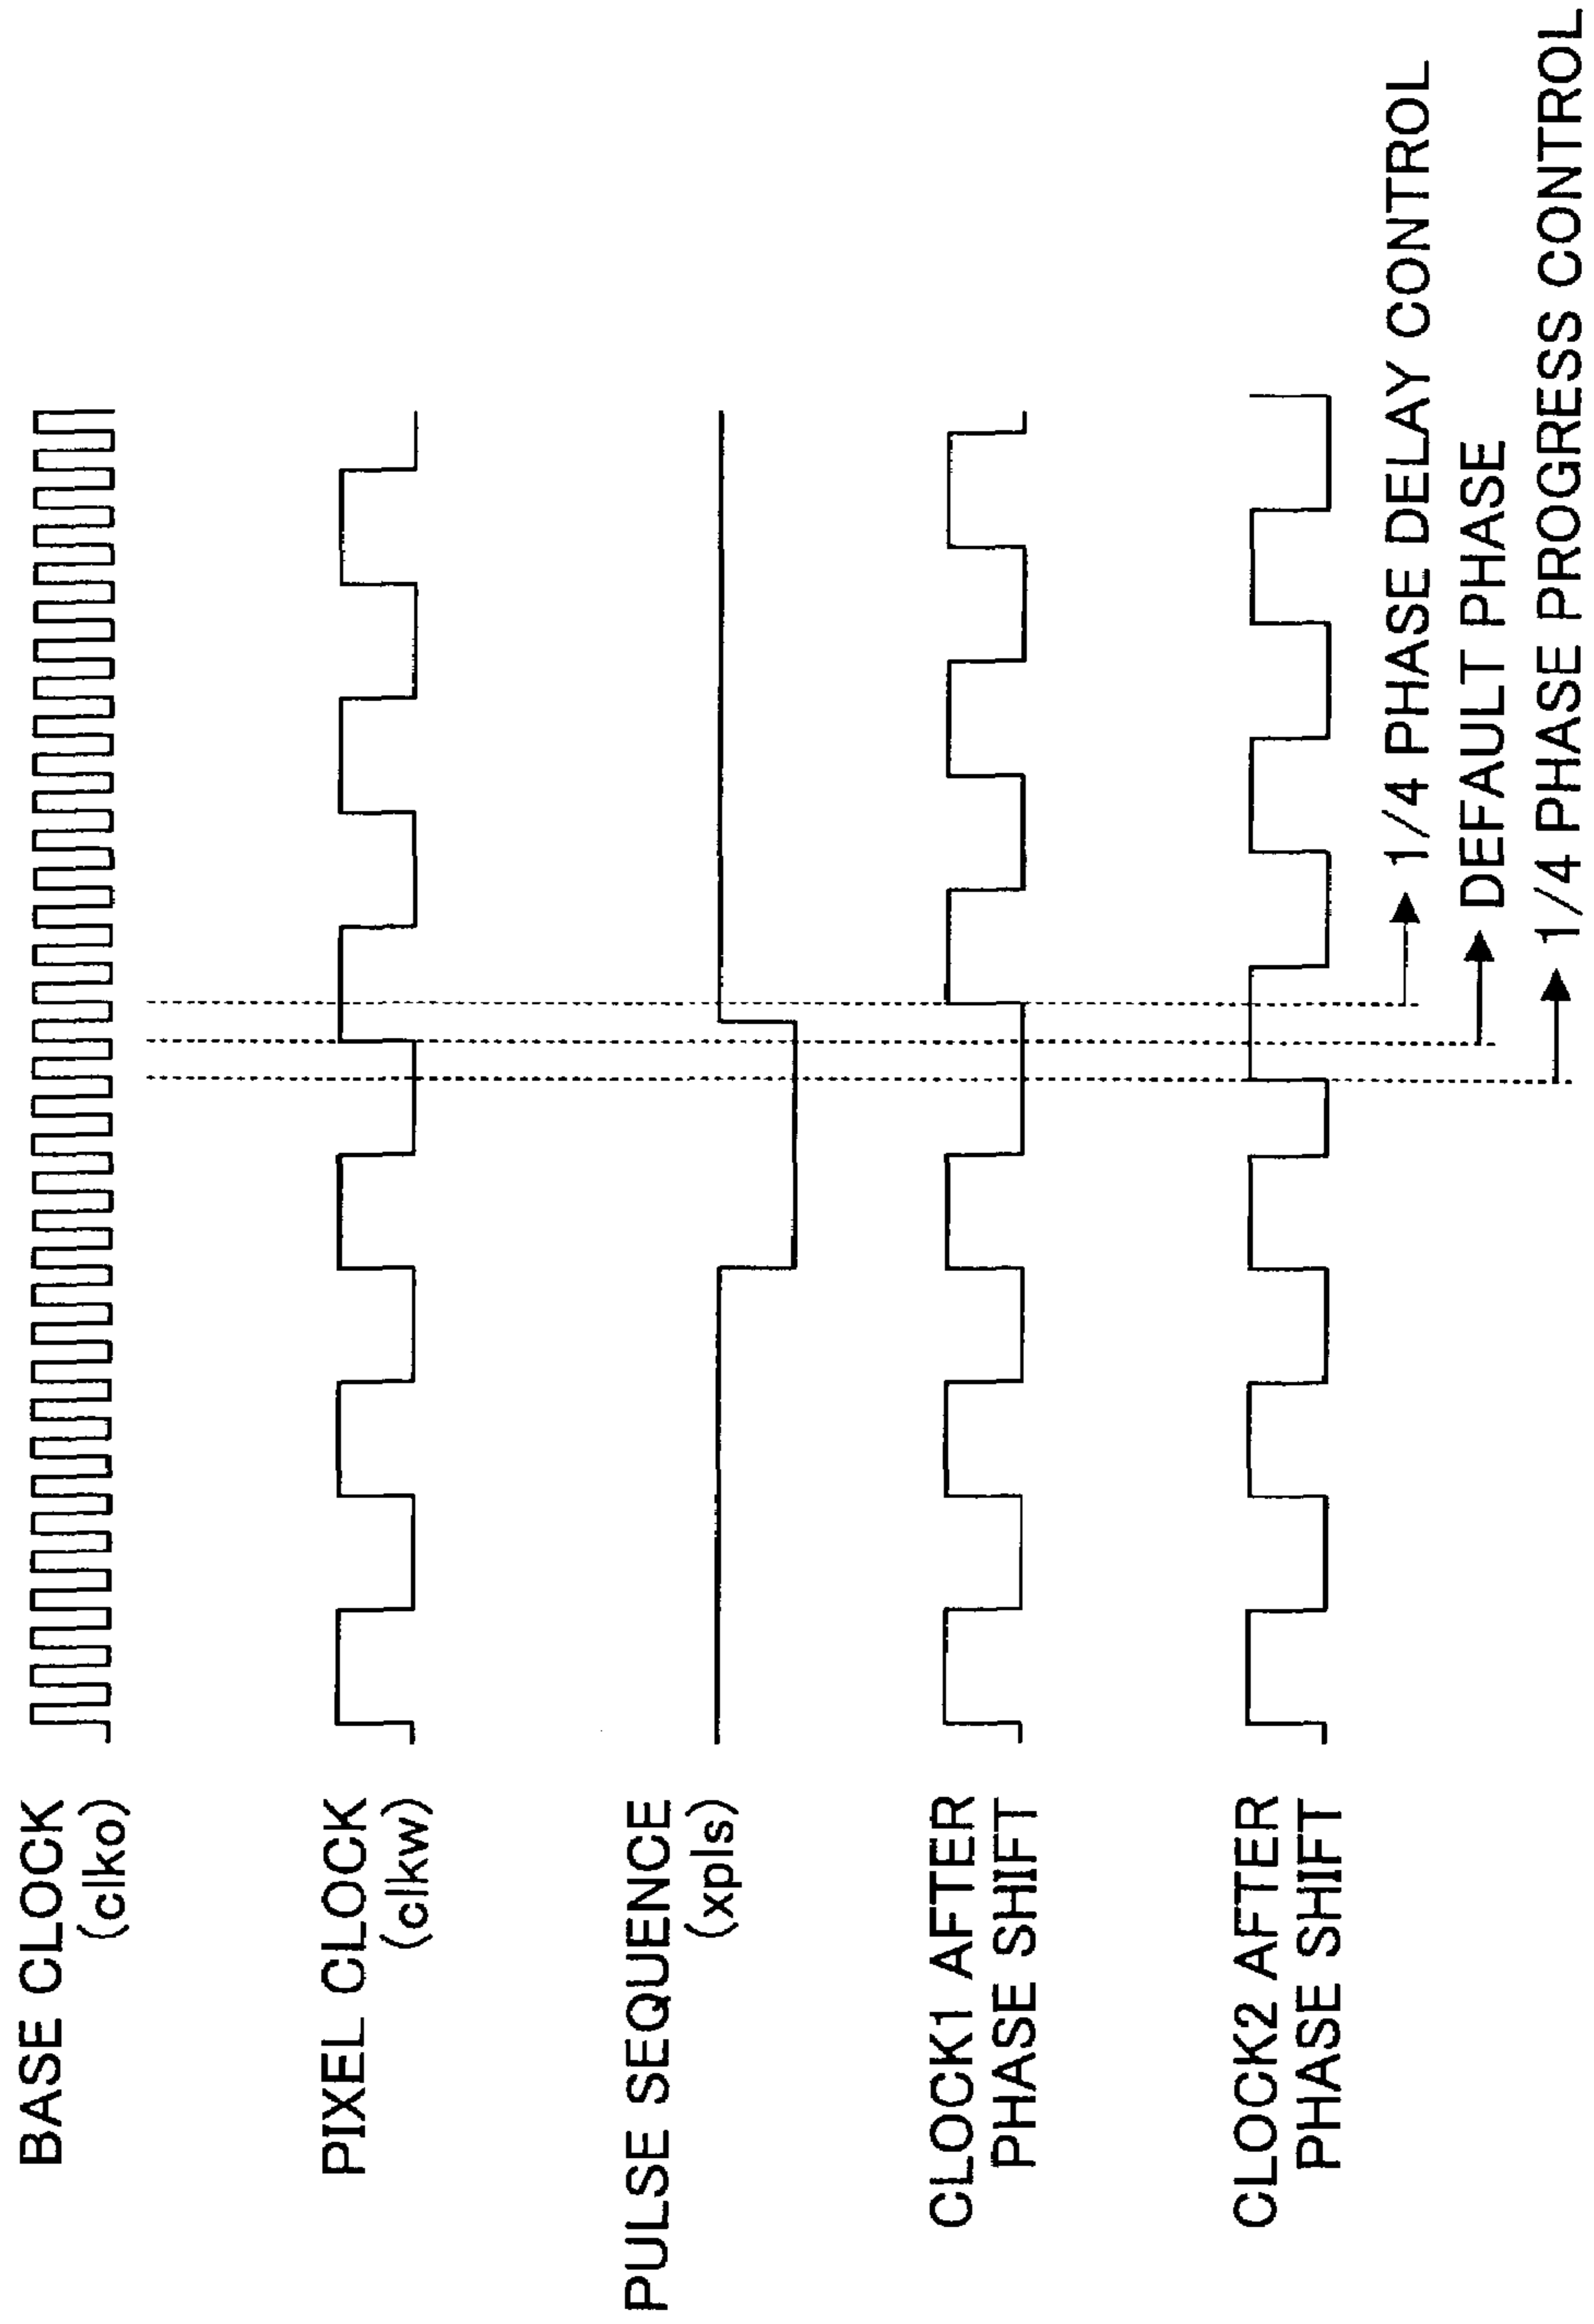 BASE CLOCK
(clko)
PIXEL CLOCK
(clkw)
PULSE SEQUENCE
(xpls)
CLOCK1 AFTER
PHASE SHIFT
CLOCK2 AFTER
PHASE SHIFT
1/4 PHASE DELAY CONTROL
DEFAULT PHASE
1/4 PHASE PROGRESS CONTROL